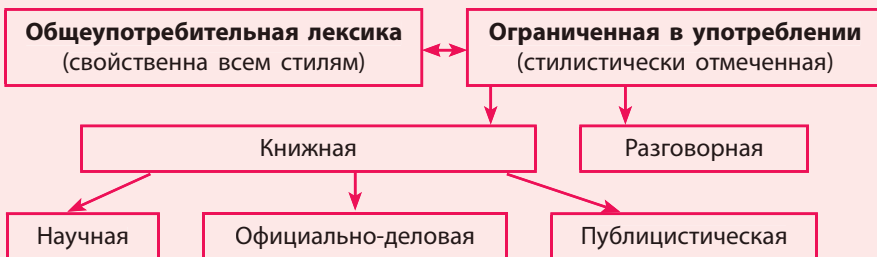 Общеупотребительная лексика
(свойственна всем стилям)
Ограниченная в употреблении
(стилистически отмеченная)
Книжная
Разговорная
Научная
Официально-деловая
Публицистическая